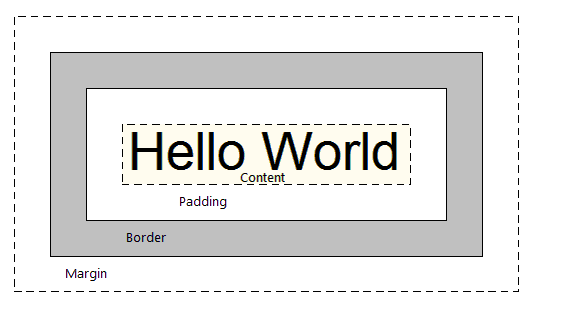 Hello World
Content
Padding
Border
Margin